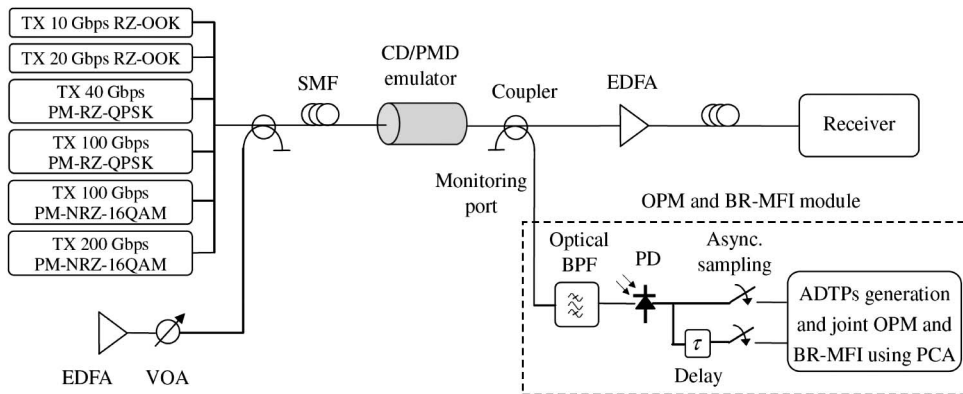 TX 10 Gbps RZ-OOK
TX 20 Gbps RZ-OOK
TX 40 Gbps
PM-RZ-QPSK
TX 100 Gbps
PM-RZ-QPSK
TX 100 Gbps
PM-NRZ-16QAM
TX 200 Gbps
PM-NRZ-16QAM
EDFA
VOA
SMF
CD/PMD
emulator
Coupler
EDFA
Receiver
Monitoring
port
OPM and BR-MFI module
Optical
BPF
PD
Async.
sampling
τ
Delay
ADTPs generation
and joint OPM and
BR-MFI using PCA